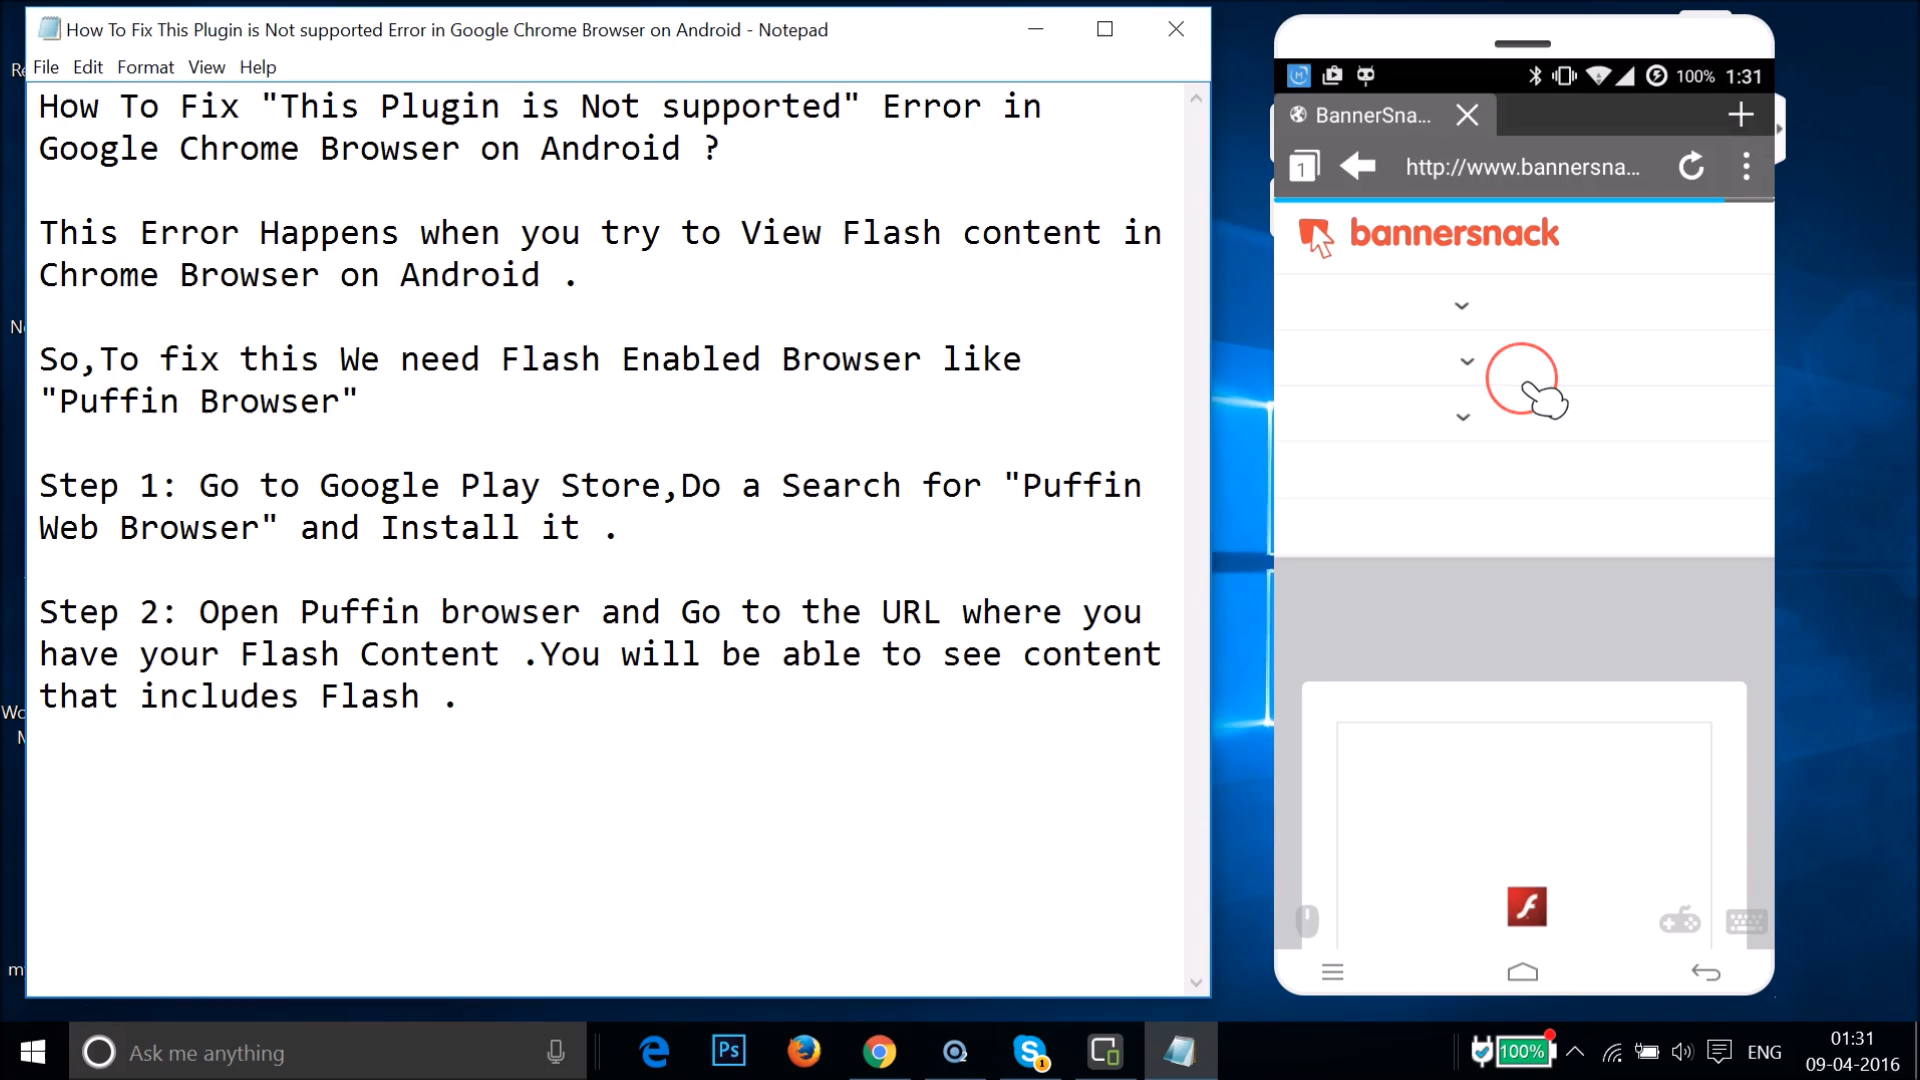 How To Fix This Plugin is Not supported Error in Google Chrome Browser on Android - Notepad
File Edit Format View Help
How To Fix "This Plugin is Not supported" Error in
Google Chrome Browser on Android ?
This Error Happens when you try to View Flash content in
Chrome Browser on Android .
So,To fix this We need Flash Enabled Browser like
"Puffin Browser"
Step 1: Go to Google Play Store,Do a Search for "Puffin
Web Browser" and Install it .
Step 2: Open Puffin browser and Go to the URL where you
have your Flash Content .You will be able to see content
that includes Flash .
100% 1:31
BannerSna...
1 http://www.bannersna...
bannersnack
Ask me anything
Ps
1
100%
ENG
01:31
09-04-2016